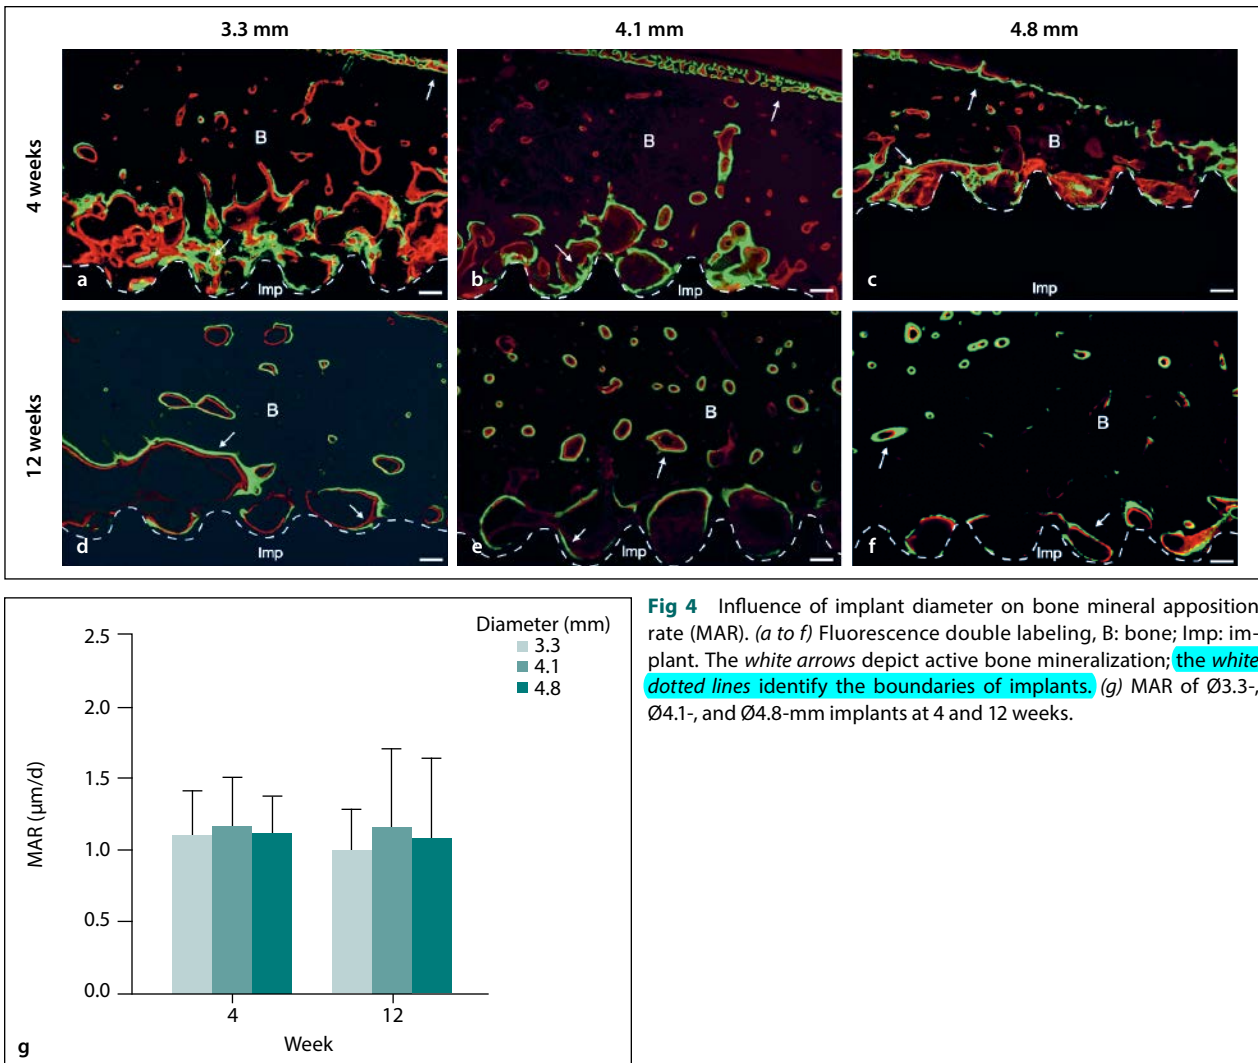 3.3 mm
4.1 mm
4.8 mm
4 weeks
B
Imp
a
B
Imp
b
B
Imp
c
12 weeks
B
Imp
d
B
Imp
e
B
Imp
f
2.5
2.0
1.5
1.0
0.5
0.0
MAR (µm/d)
Diameter (mm)
3.3
4.1
4.8
4
12
Week
g
Fig 4 Influence of implant diameter on bone mineral apposition
rate (MAR). (a to f) Fluorescence double labeling, B: bone; Imp: im-
plant. The white arrows depict active bone mineralization; the white
dotted lines identify the boundaries of implants. (g) MAR of Ø3.3-,
Ø4.1-, and Ø4.8-mm implants at 4 and 12 weeks.